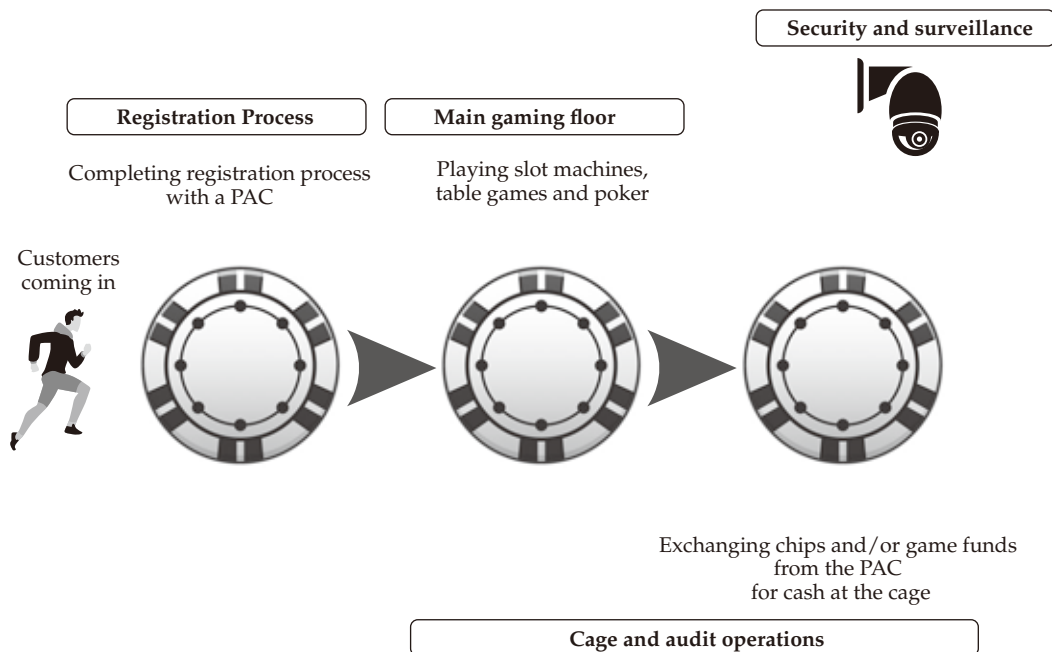 Security and surveillance
Registration Process
Main gaming floor
Completing registration process
with a PAC
Playing slot machines,
table games and poker
Customers
coming in
Exchanging chips and/or game funds
from the PAC
for cash at the cage
Cage and audit operations